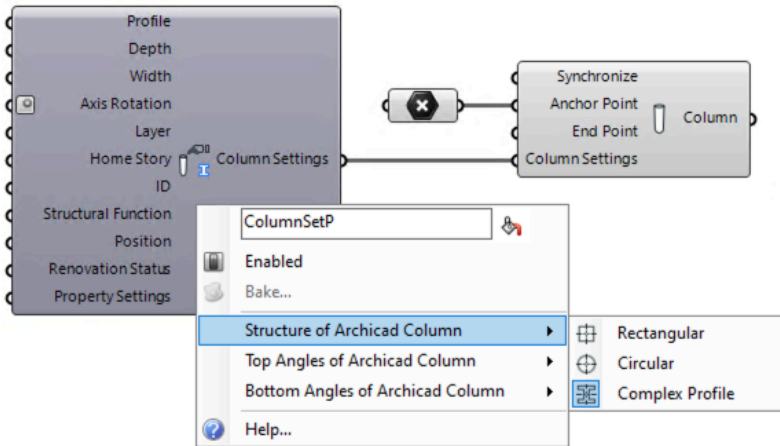 Profile
Depth
Width
Axis Rotation
Layer
Home Story
ID
Structural Function
Position
Renovation Status
Property Settings
Column Settings
Synchronize
Anchor Point
End Point
Column Settings
Column
ColumnSetP
Enabled
Bake...
Structure of Archicad Column
Top Angles of Archicad Column
Bottom Angles of Archicad Column
Help...
Rectangular
Circular
Complex Profile